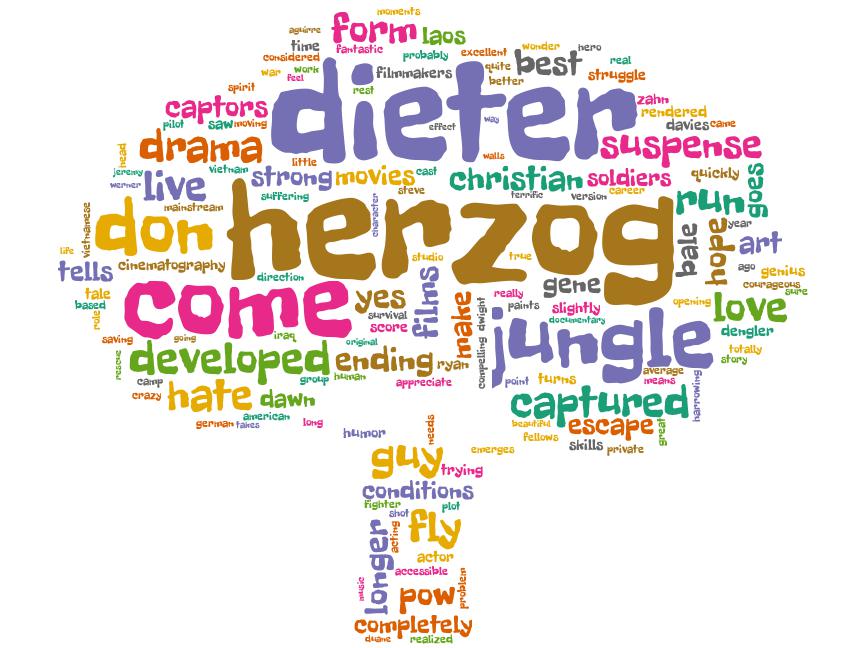 moments
aguirre form laos
time fantastic probably excellent wonder hero
considered quite best real
war work filmmakers better struggle
feel
spirit rest dieter zahn
captors way rendered
pilot saw moving effect davies came
drama little walls suspense
head
jeremy vietnam strong movies cast christian soldiers quickly goes
werner live suffering steve terrific version career run
mainstream character
vietnamese don herzog bale hope year art
life studio true
tells cinematography direction films gene ago genius
tale come yes really courageous sure
based survival make dwight paints slightly opening love
role score documentary jungle dengler
saving going iraq original compelling totally
rescue developed ending ryan average story
camp group human appreciate point turns means harrowing
crazy hate dawn captured
american beautiful escape great
german takes long needs fellows
humor emerges skills private
guy trying
conditions
fighter plot
shot fly
longer acting actor
accessible
music pow problem
completely
duane realized